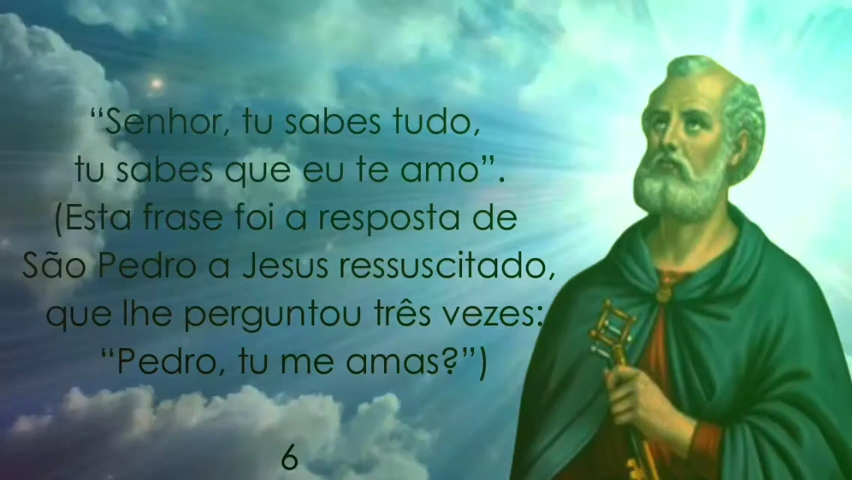 “Senhor, tu sabes tudo,
tu sabes que eu te amo”.
(Esta frase foi a resposta de
São Pedro a Jesus ressuscitado,
que lhe perguntou três vezes:
“Pedro, tu me amas?”)
6